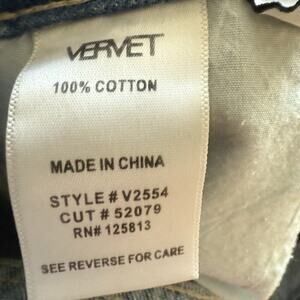 VERVET
100% COTTON
MADE IN CHINA
STYLE # V2554
CUT # 52079
RN# 125813
SEE REVERSE FOR CARE